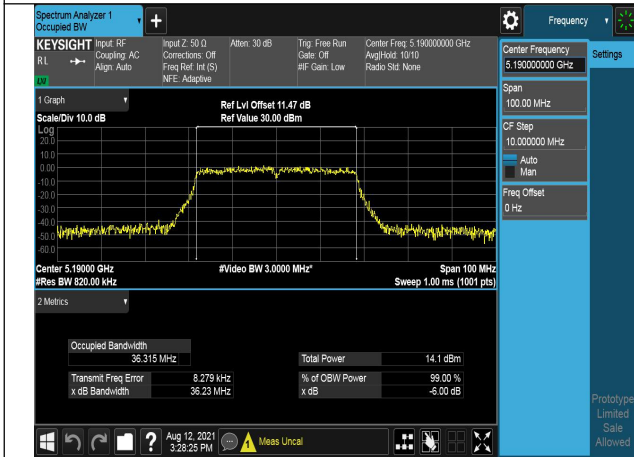 Spectrum Analyzer 1
Occupied BW
+
Frequency
KEYSIGHT
Input: RF
Input Z: 50 Ω
Atten: 30 dB
Trig: Free Run
Center Freq: 5.190000000 GHz
RL
Coupling: AC
Corrections: Off
Gate: Off
Avg|Hold: 10/10
Align: Auto
Freq Ref: Int (S)
#IF Gain: Low
Radio Std: None
NFE: Adaptive
Center Frequency
5.190000000 GHz
Settings
Span
100.00 MHz
CF Step
10.000000 MHz
Auto
Man
Freq Offset
0 Hz
1 Graph
Ref Lvl Offset 11.47 dB
Scale/Div 10.0 dB
Ref Value 30.00 dBm
Log
20.0
10.0
0.00
-10.0
-20.0
-30.0
-40.0
-50.0
-60.0
Center 5.19000 GHz
#Video BW 3.0000 MHz*
Span 100 MHz
#Res BW 820.00 kHz
Sweep 1.00 ms (1001 pts)
2 Metrics
Occupied Bandwidth
36.315 MHz
Total Power
14.1 dBm
Transmit Freq Error
8.279 kHz
% of OBW Power
99.00 %
x dB Bandwidth
36.23 MHz
x dB
-6.00 dB
Prototype
Limited
Sale
Allowed
?
Aug 12, 2021
3:28:25 PM
Meas Uncal